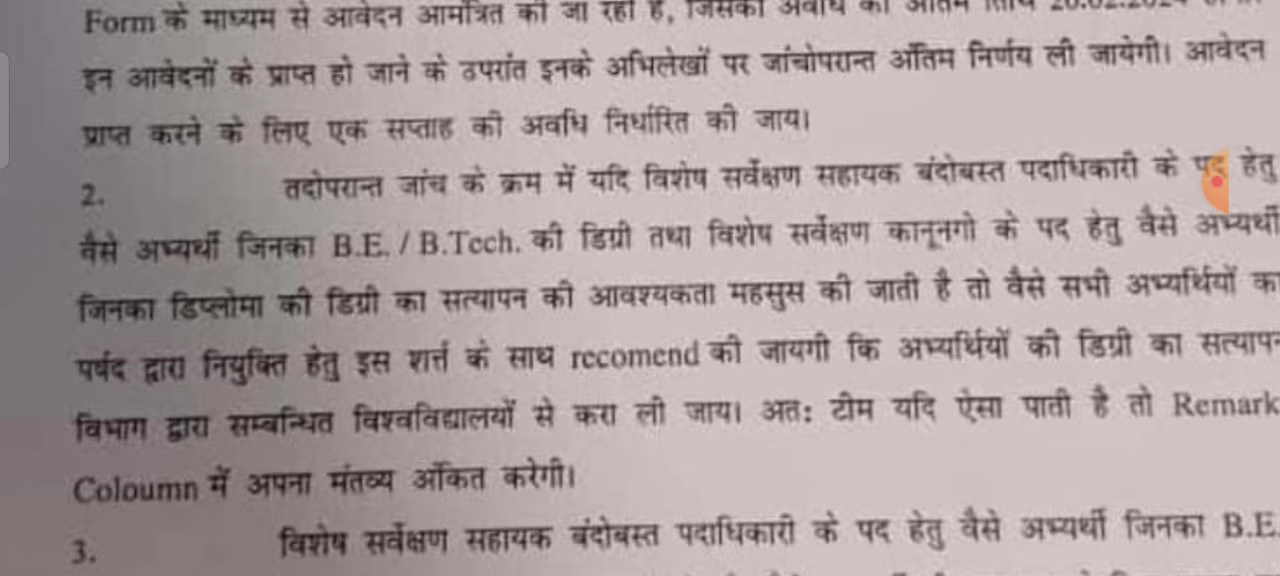 Form के माध्यम से आवेदन आमंत्रित की जा रही है, जिसकी अवधि की अंतिम तिथि
इन आवेदनों के प्राप्त हो जाने के उपरांत इनके अभिलेखों पर जांचोपरान्त अंतिम निर्णय ली जायेगी। आवेदन
प्राप्त करने के लिए एक सप्ताह की अवधि निर्धारित की जाय।
2. तदोपरान्त जांच के क्रम में यदि विशेष सर्वेक्षण सहायक बंदोबस्त पदाधिकारी के पद हेतु
वैसे अभ्यर्थी जिनका B.E. / B.Tech. की डिग्री तथा विशेष सर्वेक्षण कानूनगो के पद हेतु वैसे अभ्यर्थी
जिनका डिप्लोमा की डिग्री का सत्यापन की आवश्यकता महसुस की जाती है तो वैसे सभी अभ्यर्थियों का
पर्षद द्वारा नियुक्ति हेतु इस शर्त्त के साथ recomend की जायगी कि अभ्यर्थियों की डिग्री का सत्यापन
विभाग द्वारा सम्बन्धित विश्वविद्यालयों से करा ली जाय। अतः टीम यदि ऐसा पाती है तो Remark
Coloumn में अपना मंतव्य अंकित करेगी।
3. विशेष सर्वेक्षण सहायक बंदोबस्त पदाधिकारी के पद हेतु वैसे अभ्यर्थी जिनका B.E.